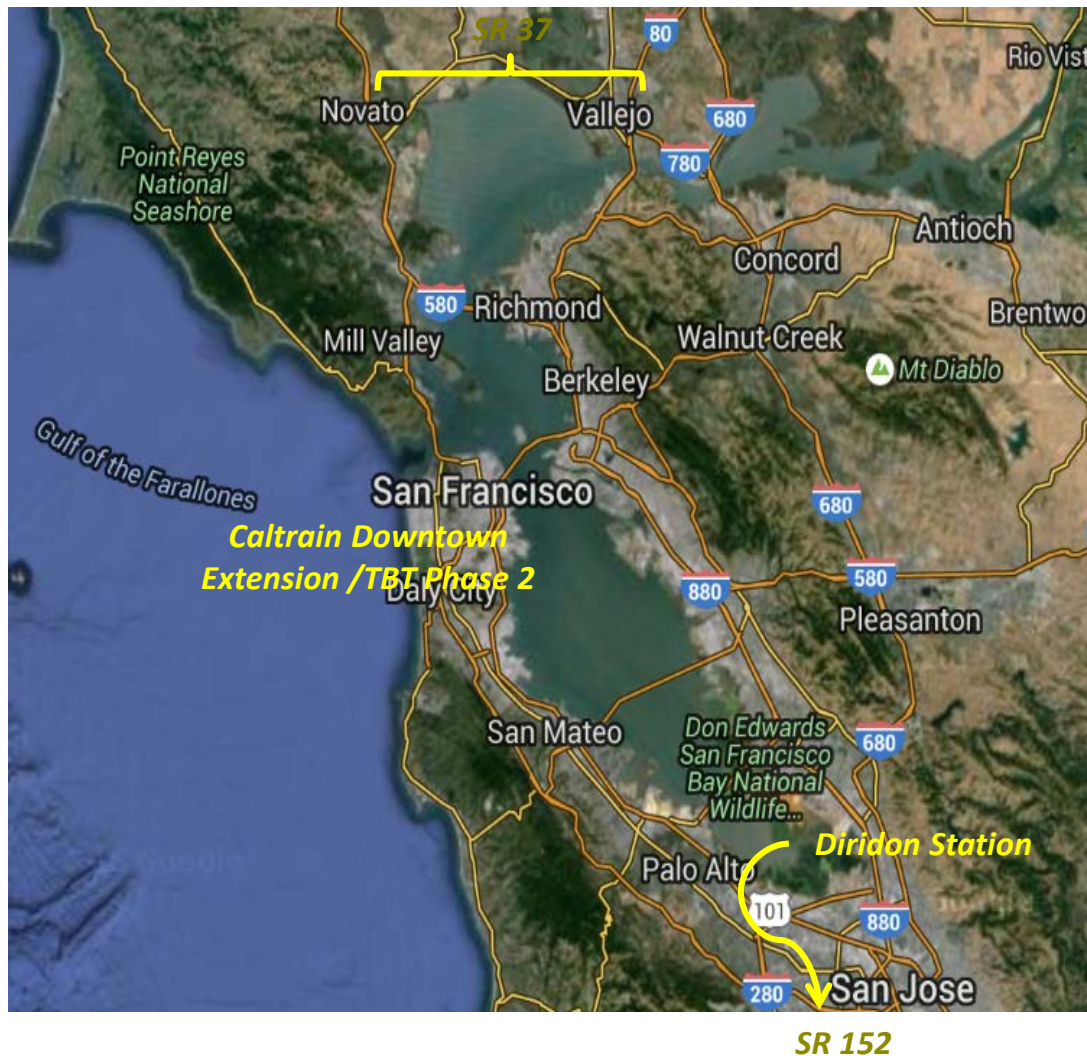 SR 37
80
Rio Vist
Novato
Vallejo
680
780
Point Reyes
National
Seashore
Antioch
Concord
580
Richmond
Brentwo
Mill Valley
Walnut Creek
Berkeley
Mt Diablo
Gulf of the Farallones
San Francisco
680
Caltrain Downtown
Extension /TBT Phase 2
Daly City
880
580
Pleasanton
San Mateo
Don Edwards
San Francisco
Bay National
Wildlife...
680
Diridon Station
Palo Alto
Google
101
880
280
San Jose
SR 152